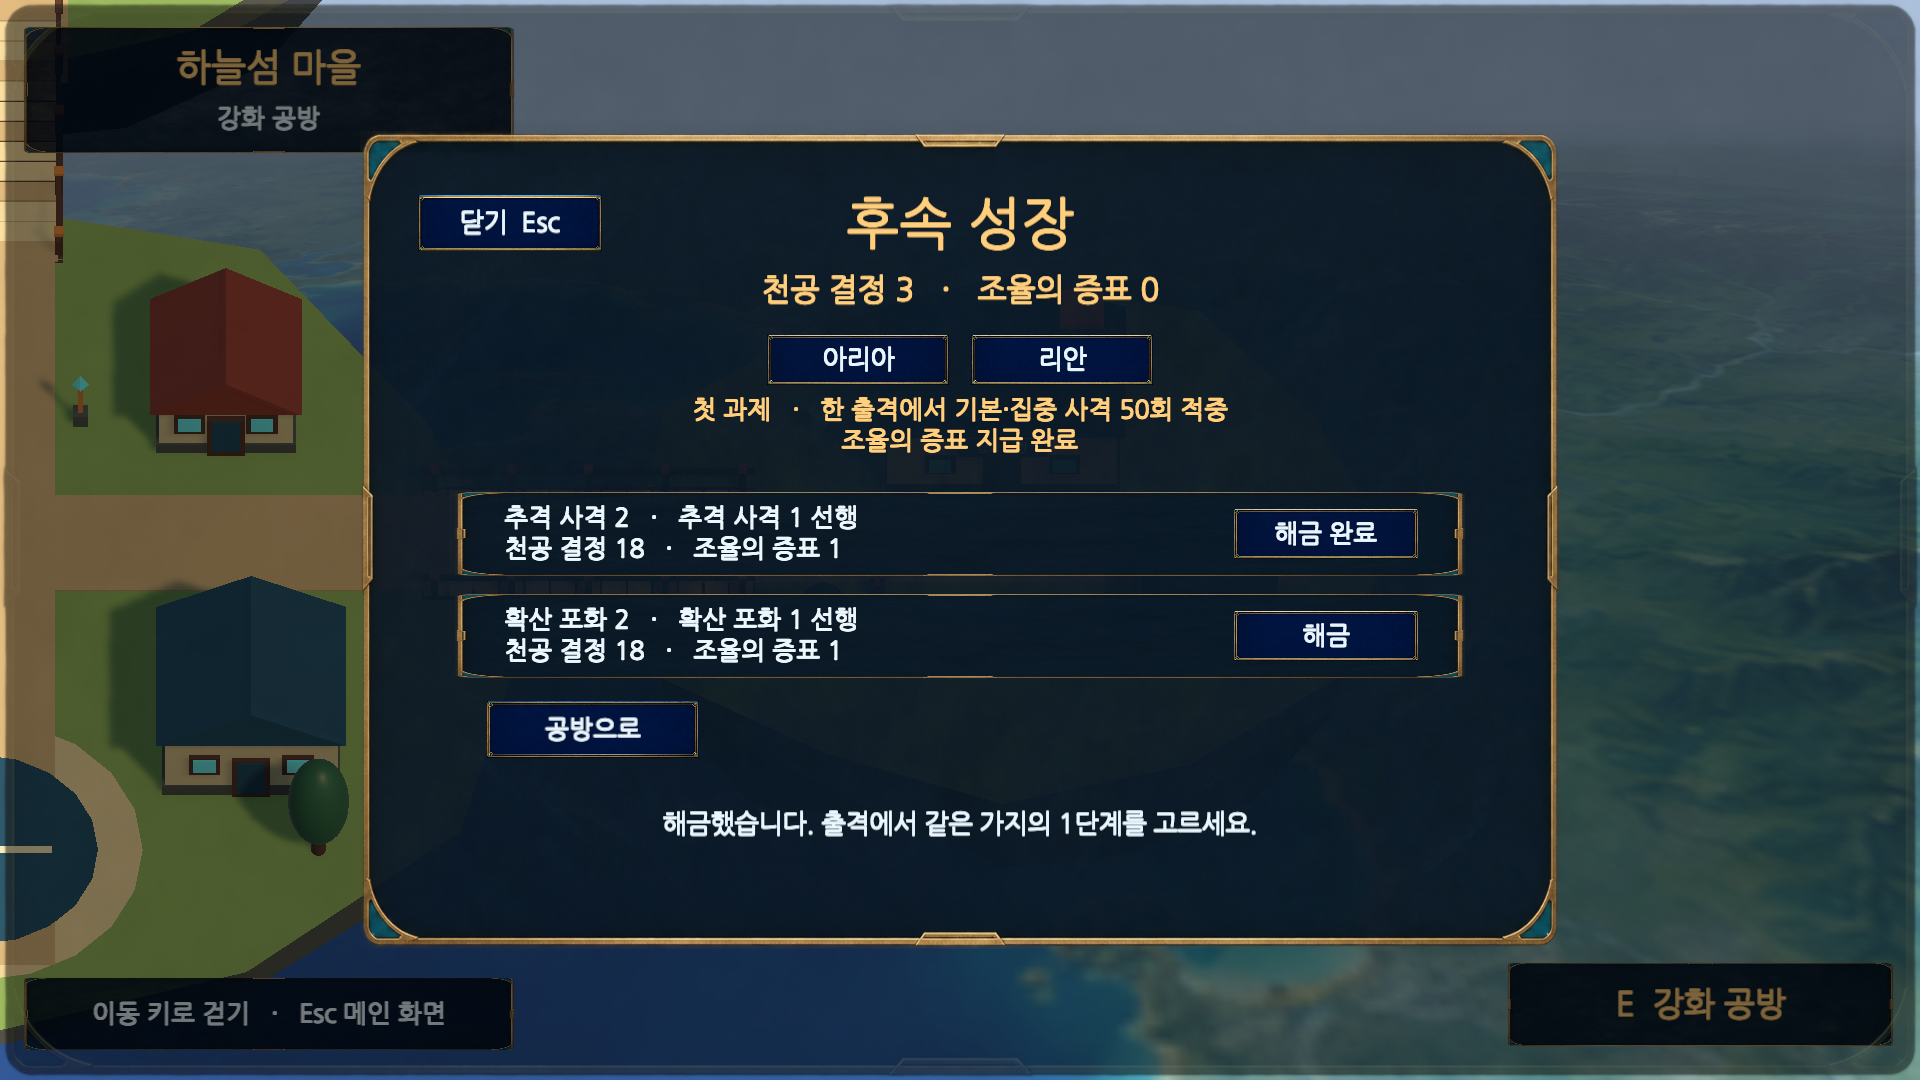 하늘섬 마을
강화 공방
닫기 Esc
후속 성장
천공 결정 3 · 조율의 증표 0
아리아
리안
첫 과제 · 한 출격에서 기본·집중 사격 50회 적중
조율의 증표 지급 완료
추격 사격 2 · 추격 사격 1 선행
천공 결정 18 · 조율의 증표 1
해금 완료
확산 포화 2 · 확산 포화 1 선행
천공 결정 18 · 조율의 증표 1
해금
공방으로
해금했습니다. 출격에서 같은 가지의 1단계를 고르세요.
이동 키로 걷기 · Esc 메인 화면
E 강화 공방